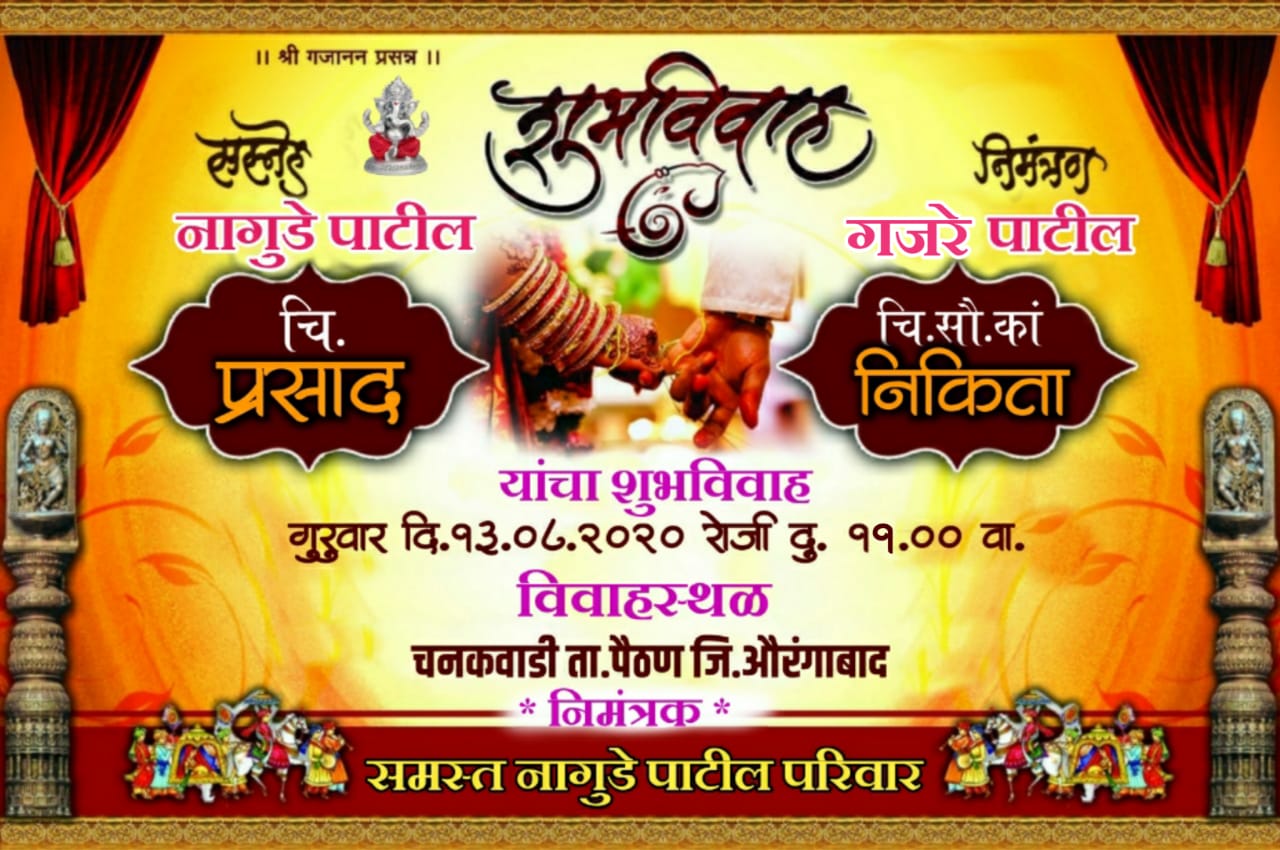 ।। श्री गजानन प्रसन्न ।।
शुभविवाह
सस्नेह
निमंत्रण
नागुडे पाटील
गजरे पाटील
चि.
प्रसाद
चि.सौ.कां
निकिता
यांचा शुभविवाह
गुरुवार दि.१३.०८.२०२० रोजी दु. ११.०० वा.
विवाहस्थळ
चनकवाडी ता.पैठण जि.औरंगाबाद
* निमंत्रक *
समस्त नागुडे पाटील परिवार